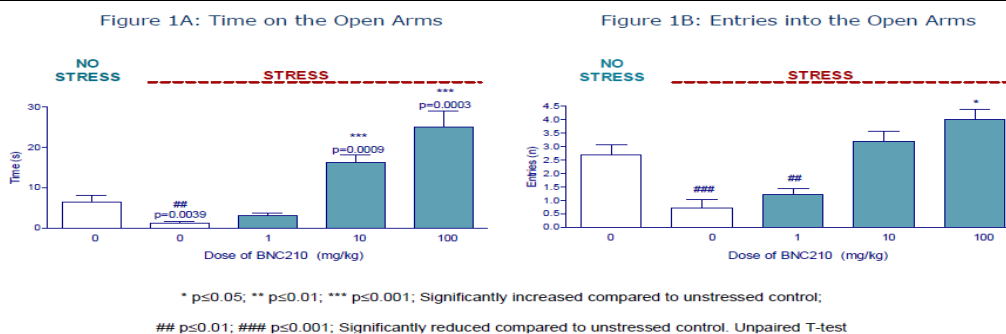 Figure 1A: Time on the Open Arms
NO
STRESS
STRESS
***
p=0.0003
***
p=0.0009
##
p=0.0039
30
20
10
0
Time (s)
0 0 1 10 100
Dose of BNC210 (mg/kg)
Figure 1B: Entries into the Open Arms
NO
STRESS
STRESS
*
##
###
4.5
4.0
3.5
3.0
2.5
2.0
1.5
1.0
0.5
0.0
Entries (n)
0 0 1 10 100
Dose of BNC210 (mg/kg)
* p≤0.05; ** p≤0.01; *** p≤0.001; Significantly increased compared to unstressed control;
## p≤0.01; ### p≤0.001; Significantly reduced compared to unstressed control. Unpaired T-test